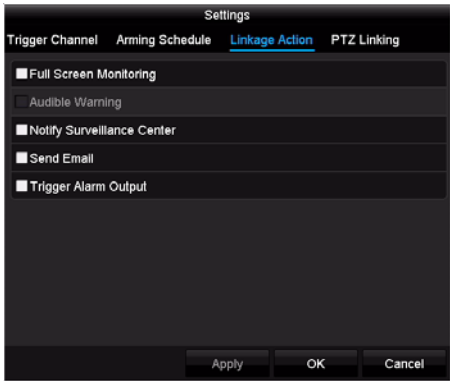 Settings
Trigger Channel Arming Schedule Linkage Action PTZ Linking
Full Screen Monitoring
Audible Warning
Notify Surveillance Center
Send Email
Trigger Alarm Output
Apply OK Cancel